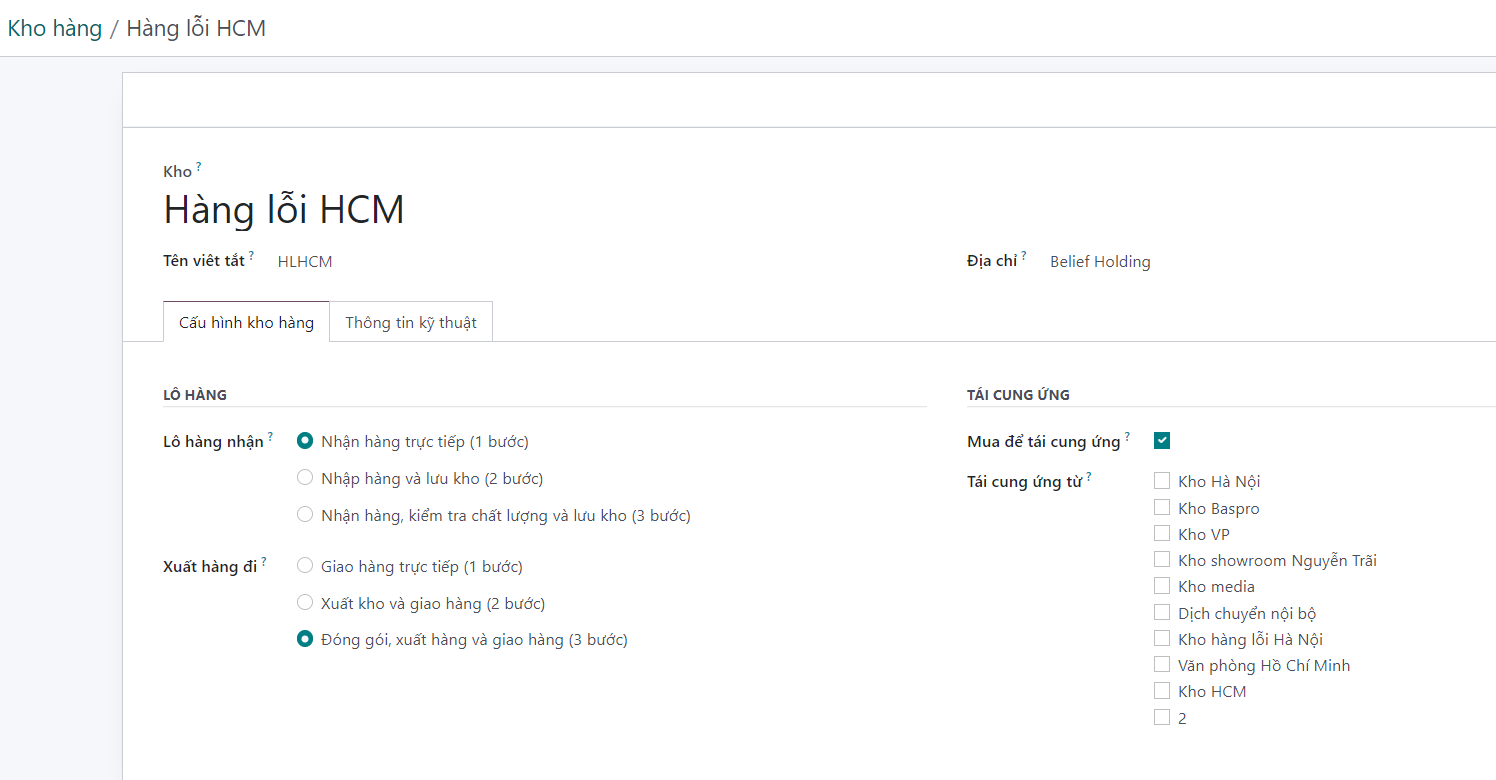 Kho hàng / Hàng lỗi HCM
Kho ?
Hàng lỗi HCM
Tên viêt tắt ? HLHCM
Địa chỉ ? Belief Holding
Cấu hình kho hàng
Thông tin kỹ thuật
LÔ HÀNG
Lô hàng nhận ?
Nhận hàng trực tiếp (1 bước)
Nhập hàng và lưu kho (2 bước)
Nhận hàng, kiểm tra chất lượng và lưu kho (3 bước)
Xuất hàng đi ?
Giao hàng trực tiếp (1 bước)
Xuất kho và giao hàng (2 bước)
Đóng gói, xuất hàng và giao hàng (3 bước)
TÁI CUNG ỨNG
Mua để tái cung ứng ?
Tái cung ứng từ ?
Kho Hà Nội
Kho Baspro
Kho VP
Kho showroom Nguyễn Trãi
Kho media
Dịch chuyển nội bộ
Kho hàng lỗi Hà Nội
Văn phòng Hồ Chí Minh
Kho HCM
2